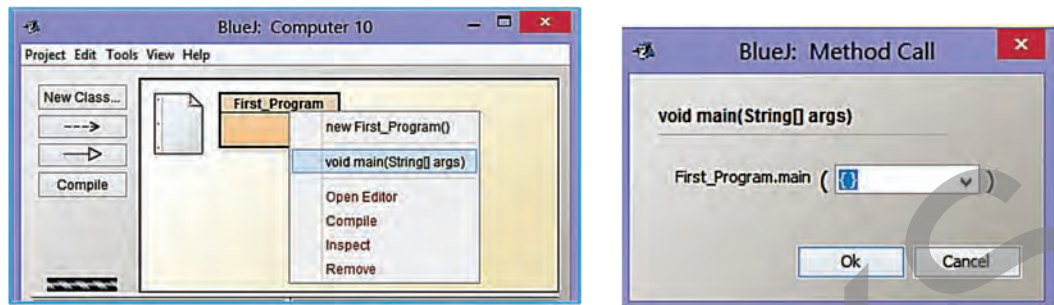 BlueJ: Computer 10
Project Edit Tools View Help
New Class...
Compile
First_Program
new First_Program()
void main(String[] args)
Open Editor
Compile
Inspect
Remove
BlueJ: Method Call
void main(String[] args)
First_Program.main ( {} )
Ok
Cancel